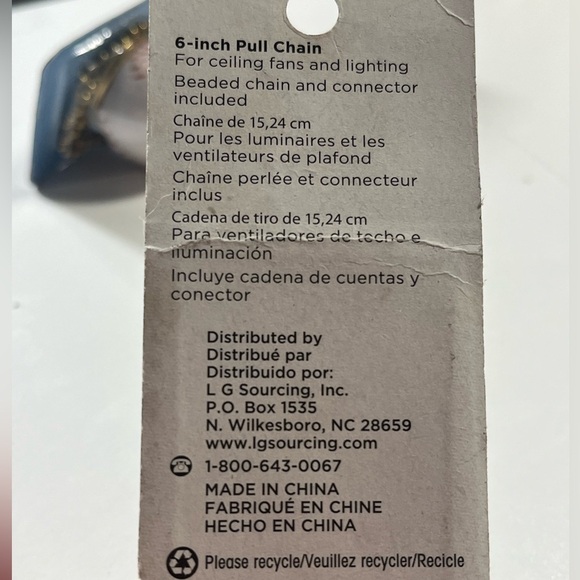 6-inch Pull Chain
For ceiling fans and lighting
Beaded chain and connector
included
Chaîne de 15,24 cm
Pour les luminaires et les
ventilateurs de plafond
Chaîne perlée et connecteur
inclus
Cadena de tiro de 15,24 cm
Para ventiladores de techo e
iluminación
Incluye cadena de cuentas y
conector
Distributed by
Distribué par
Distribuido por:
L G Sourcing, Inc.
P.O. Box 1535
N. Wilkesboro, NC 28659
www.lgsourcing.com
1-800-643-0067
MADE IN CHINA
FABRIQUÉ EN CHINE
HECHO EN CHINA
Please recycle/Veuillez recycler/Recicle